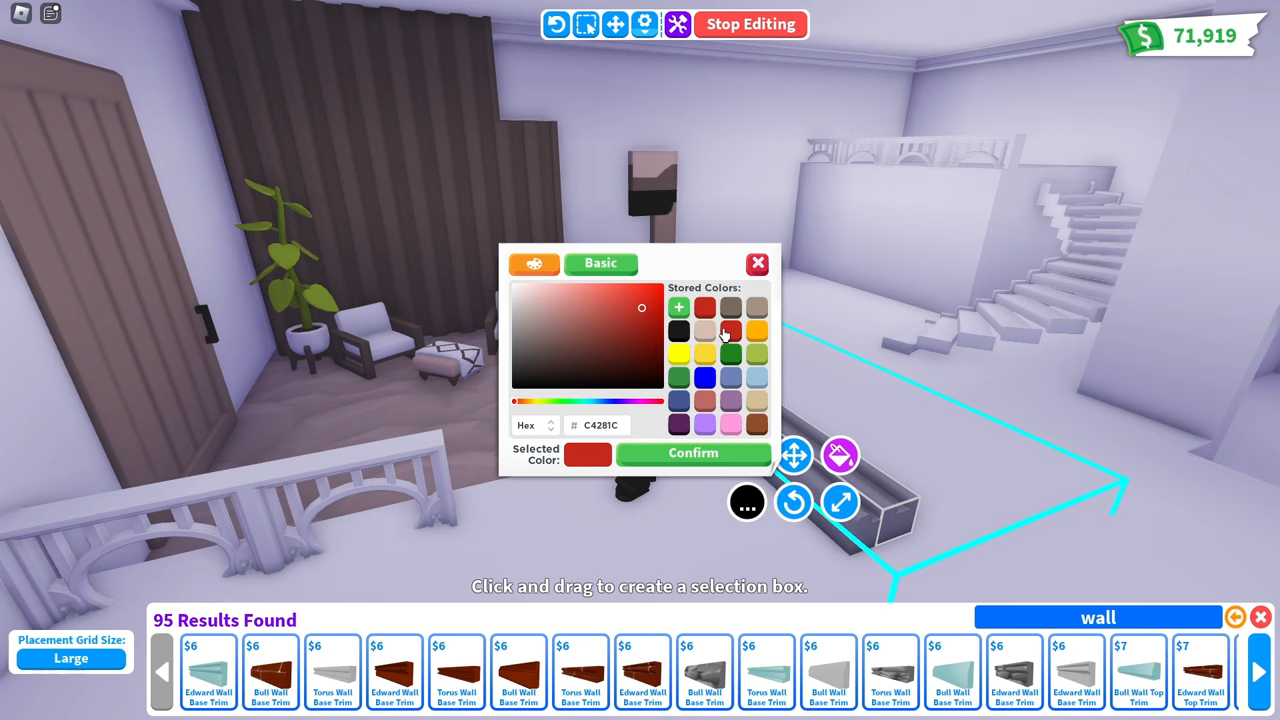 Stop Editing
71,919
Basic
Stored Colors:
Hex
# C4281C
Selected
Color:
Confirm
...
Click and drag to create a selection box.
95 Results Found
wall
Placement Grid Size:
Large
$6
Edward Wall
Base Trim
$6
Bull Wall
Base Trim
$6
Torus Wall
Base Trim
$6
Edward Wall
Base Trim
$6
Torus Wall
Base Trim
$6
Bull Wall
Base Trim
$6
Torus Wall
Base Trim
$6
Edward Wall
Base Trim
$6
Bull Wall
Base Trim
$6
Torus Wall
Base Trim
$6
Bull Wall
Base Trim
$6
Torus Wall
Base Trim
$6
Bull Wall
Base Trim
$6
Edward Wall
Base Trim
$6
Edward Wall
Base Trim
$7
Bull Wall Top
Trim
$7
Edward Wall
Top Trim